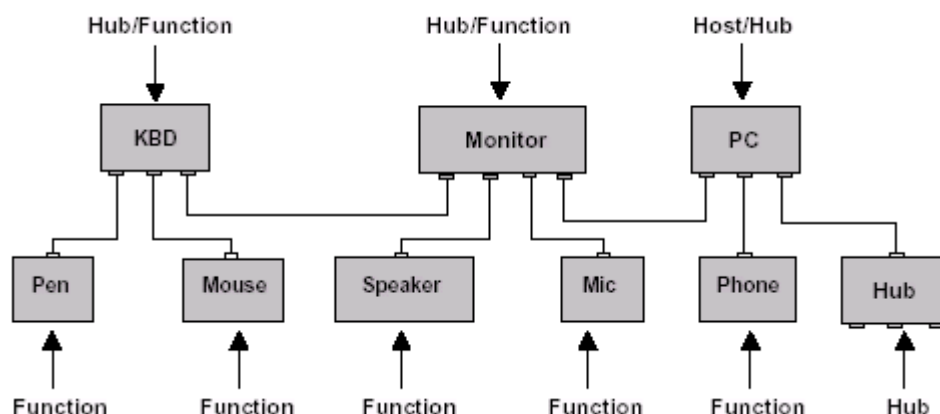 Hub/Function Hub/Function Host/Hub
KBD Monitor PC
Pen Mouse Speaker Mic Phone Hub
Function Function Function Function Function Hub